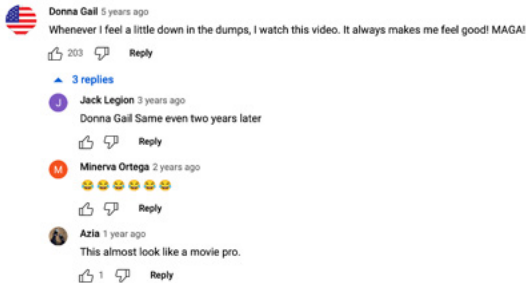 Donna Gail 5 years ago
Whenever I feel a little down in the dumps, I watch this video. It always makes me feel good! MAGA!
203 Reply
3 replies
J Jack Legion 3 years ago
Donna Gail Same even two years later
Reply
M Minerva Ortega 2 years ago
😂😂😂😂😂😂
Reply
Azia 1 year ago
This almost look like a movie pro.
1 Reply